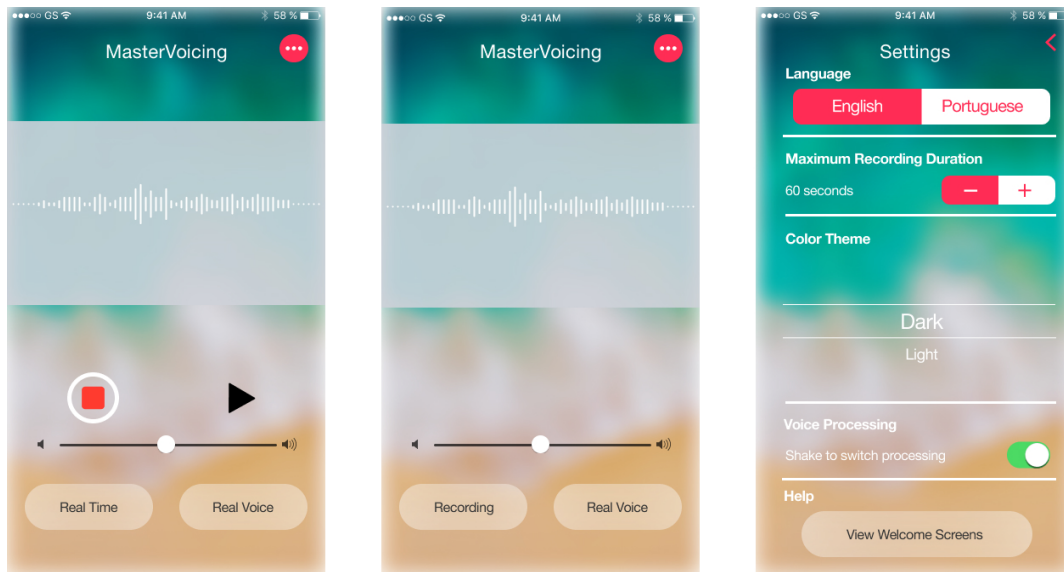 GS 9:41 AM 58 %
MasterVoicing
Real Time Real Voice
GS 9:41 AM 58 %
MasterVoicing
Recording Real Voice
GS 9:41 AM 58 %
Settings
Language
English Portuguese
Maximum Recording Duration
60 seconds − +
Color Theme
Dark
Light
Voice Processing
Shake to switch processing
Help
View Welcome Screens